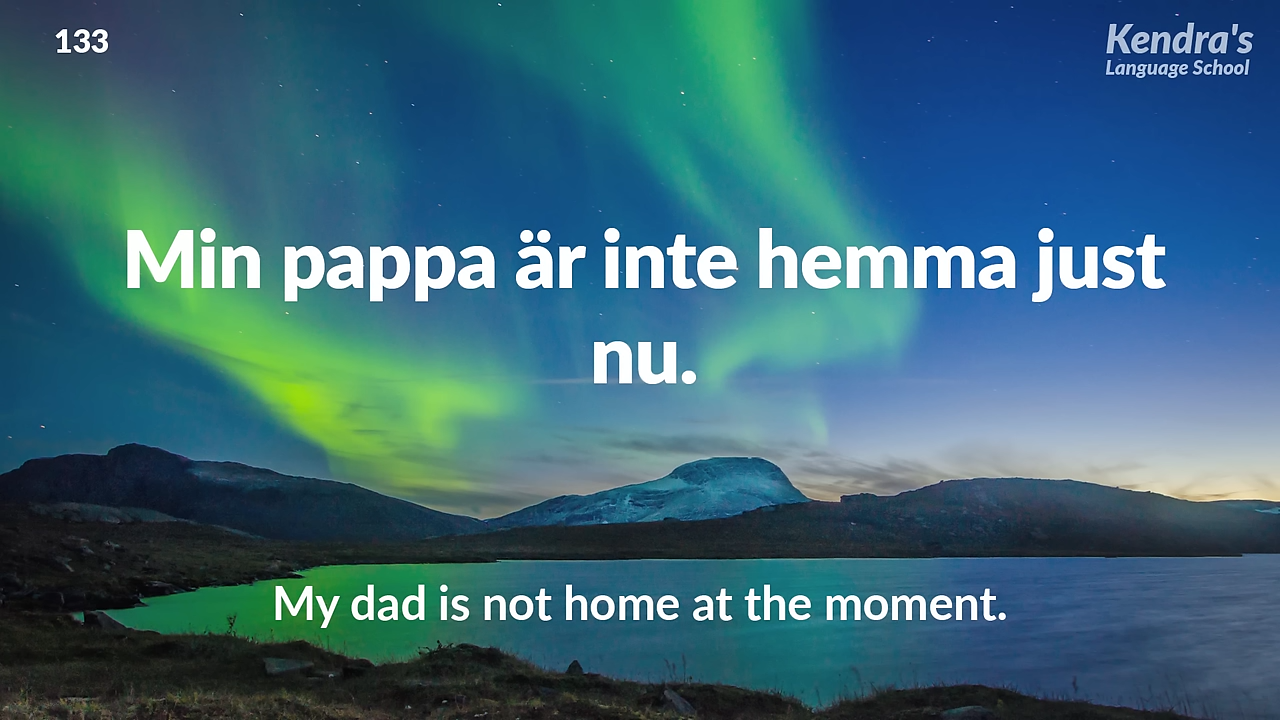 133
Kendra's
Language School
Min pappa är inte hemma just
nu.
My dad is not home at the moment.